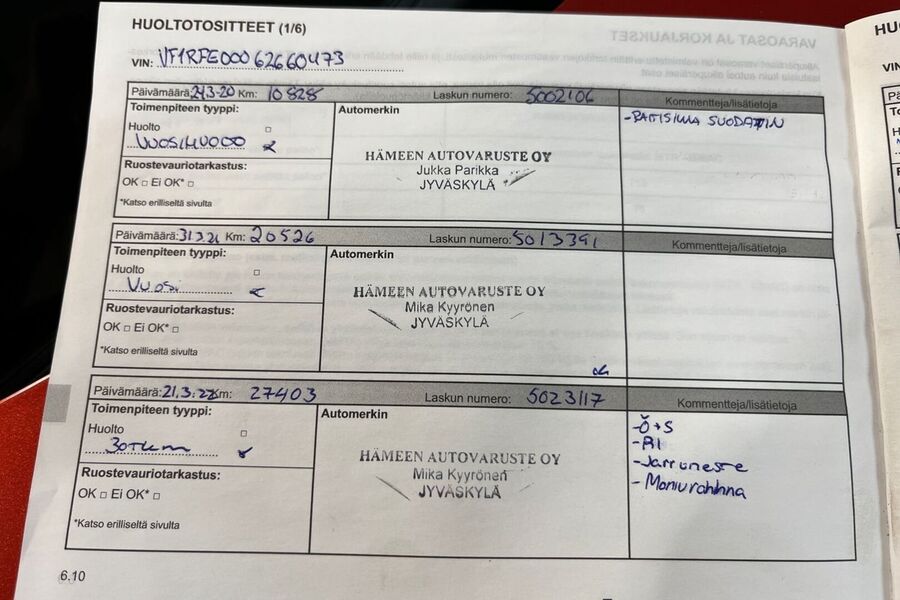 HUOLTOTOSITTEET (1/6)
VIN: VF1RFE00062660473
Päivämäärä: 24.3-20 Km: 10828 Laskun numero: 5002106 Kommentteja/lisätietoja
Toimenpiteen tyyppi: Automerkin
Huolto
VUOSIHUOTO
HÄMEEN AUTOVARUSTE OY
Jukka Parikka
JYVÄSKYLÄ
- RAITISILMA SUODATIN
Ruostevauriotarkastus:
OK □ Ei OK* □
*Katso erilliseltä sivulta
Päivämäärä: 31.3.21 Km: 20526 Laskun numero: 5013391 Kommentteja/lisätietoja
Toimenpiteen tyyppi: Automerkin
Huolto
Vuosi
HÄMEEN AUTOVARUSTE OY
Mika Kyyrönen
JYVÄSKYLÄ
Ruostevauriotarkastus:
OK □ Ei OK* □
*Katso erilliseltä sivulta
Päivämäärä: 21.3.22 Km: 27403 Laskun numero: 5023117 Kommentteja/lisätietoja
Toimenpiteen tyyppi: Automerkin
Huolto
30Tkm
HÄMEEN AUTOVARUSTE OY
Mika Kyyrönen
JYVÄSKYLÄ
-Ö+S
-RI
-Jarruneste
Ruostevauriotarkastus:
OK □ Ei OK* □
*Katso erilliseltä sivulta
6.10